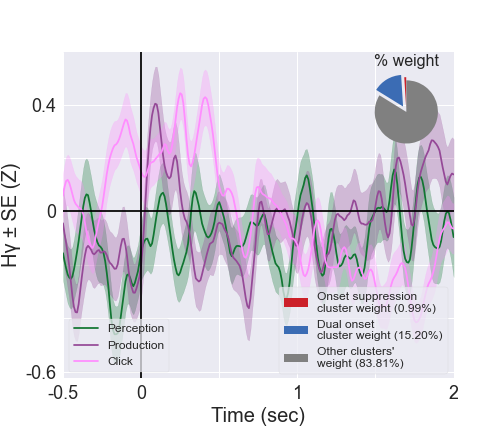 % weight
Hγ ± SE (Z)
0.4
0
-0.6
Perception
Production
Click
Onset suppression
cluster weight (0.99%)
Dual onset
cluster weight (15.20%)
Other clusters'
weight (83.81%)
-0.5
0
1
2
Time (sec)